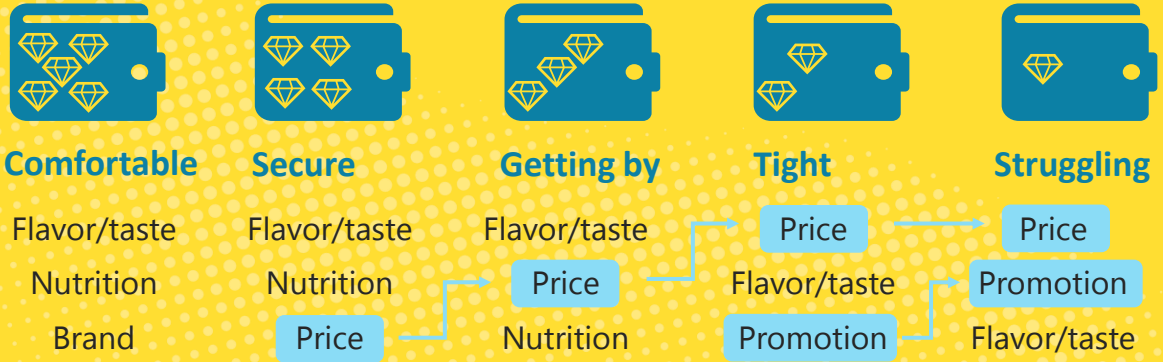 Comfortable Secure Getting by Tight Struggling
Flavor/taste Flavor/taste Flavor/taste Price Price
Nutrition Nutrition Price Flavor/taste Promotion
Brand Price Nutrition Promotion Flavor/taste